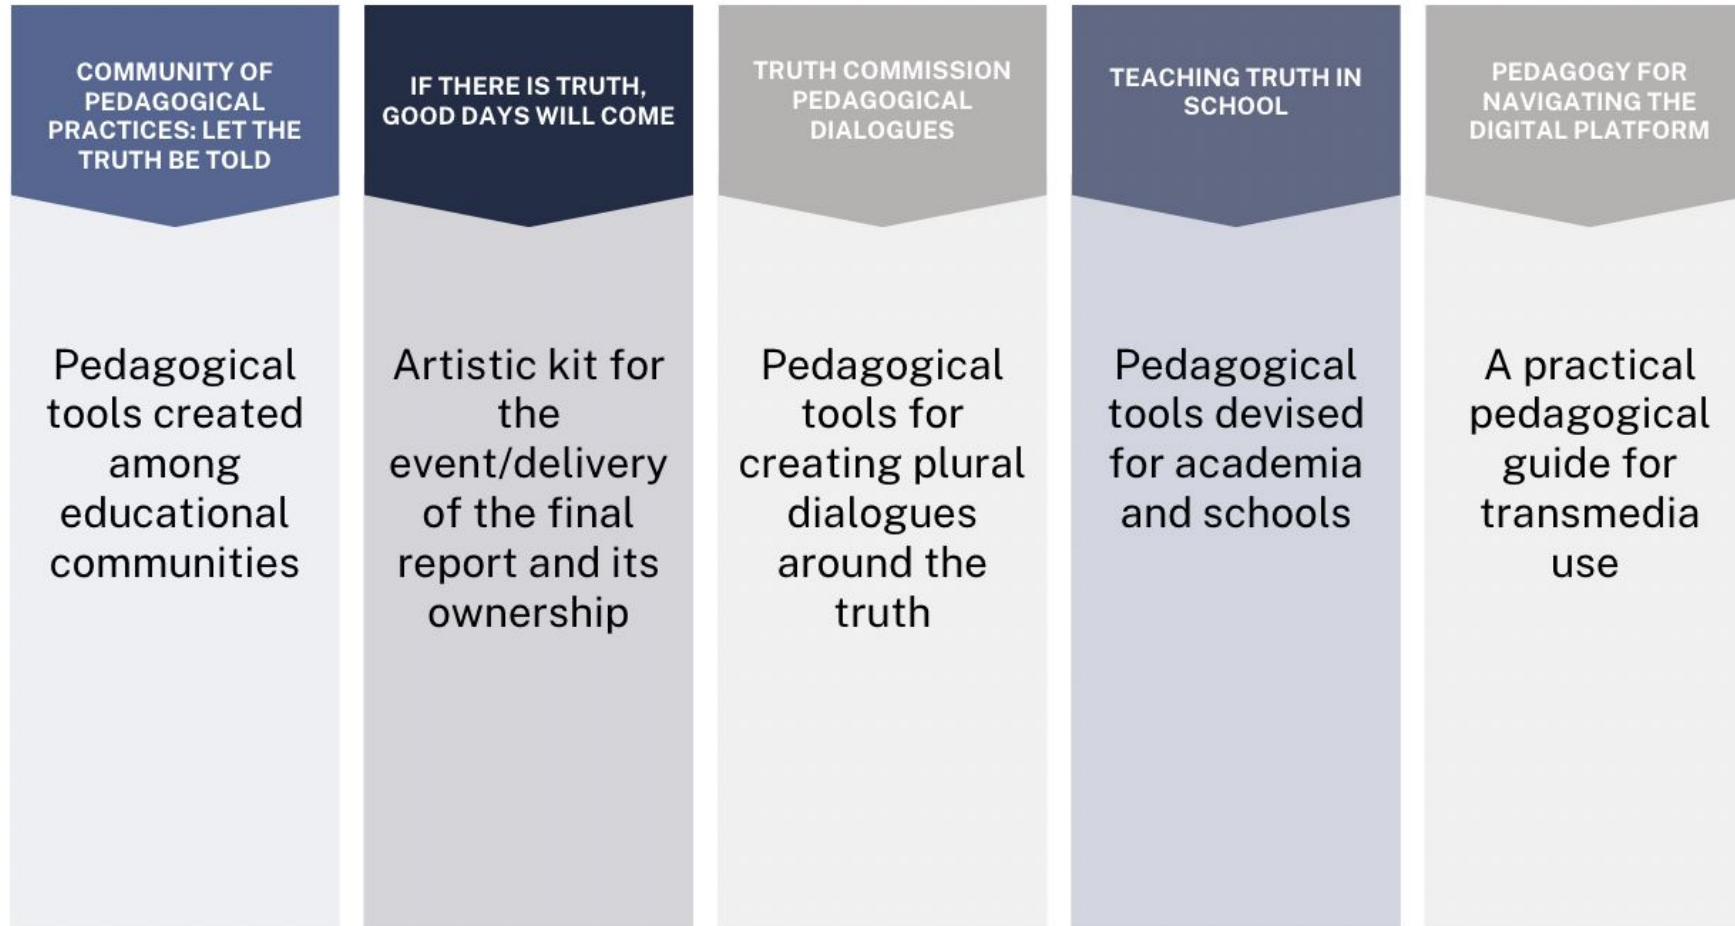 COMMUNITY OF
PEDAGOGICAL
PRACTICES: LET THE
TRUTH BE TOLD
Pedagogical
tools created
among
educational
communities
IF THERE IS TRUTH,
GOOD DAYS WILL COME
Artistic kit for
the
event/delivery
of the final
report and its
ownership
TRUTH COMMISSION
PEDAGOGICAL
DIALOGUES
Pedagogical
tools for
creating plural
dialogues
around the
truth
TEACHING TRUTH IN
SCHOOL
Pedagogical
tools devised
for academia
and schools
PEDAGOGY FOR
NAVIGATING THE
DIGITAL PLATFORM
A practical
pedagogical
guide for
transmedia
use